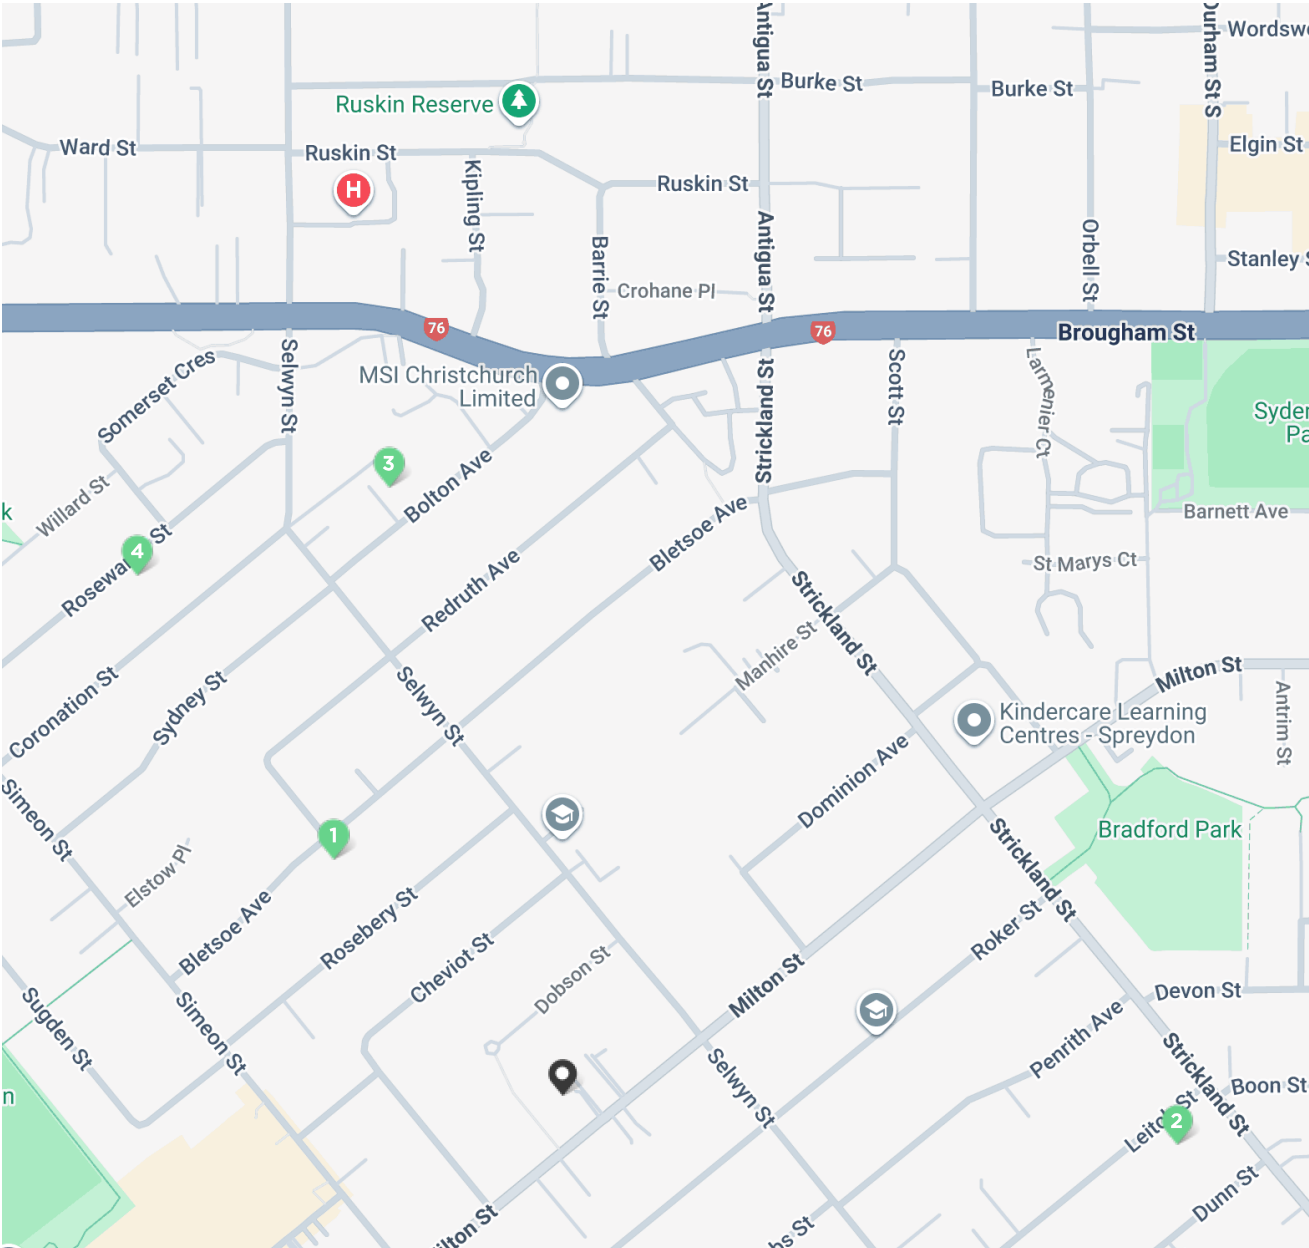 Antigua St
Durham St S
Wordsw
Burke St
Burke St
Ruskin Reserve
Ward St
Ruskin St
Elgin St
H
Kipling St
Ruskin St
Antigua St
Barrie St
Orbell St
Stanley S
Crohane Pl
76
76
Brougham St
Somerset Cres
Selwyn St
MSI Christchurch
Limited
Strickland St
Scott St
Larmenier Ct
Syden
Pa
3
Bolton Ave
Willard St
k
Barnett Ave
4
Rosewa St
Bletsoe Ave
Redruth Ave
St Marys Ct
Strickland St
Manhire St
Milton St
Coronation St
Sydney St
Selwyn St
Antrim St
Kindercare Learning
Centres - Spreydon
Dominion Ave
Simeon St
1
Bradford Park
Elstow Pl
Strickland St
Bletsoe Ave
Rosebery St
Roker St
Cheviot St
Dobson St
Milton St
Devon St
Sugden St
Simeon St
Penrith Ave
Selwyn St
Strickland St
n
Boon St
Leitch St
2
Dunn St
ilton St
bs St